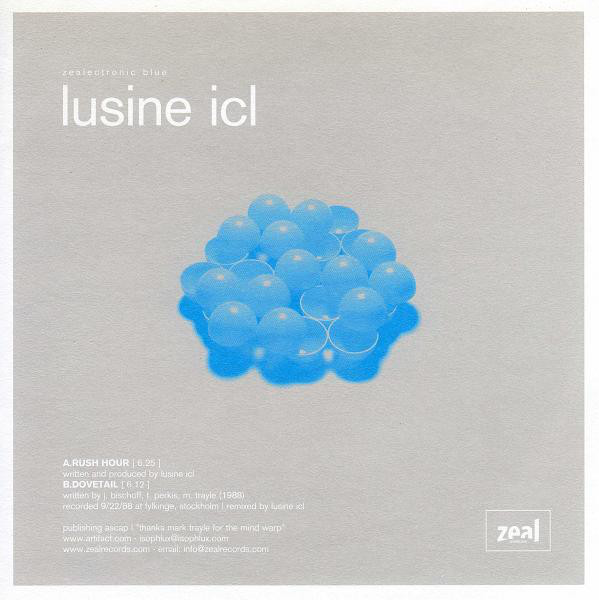 zealectronic blue
lusine icl
A.RUSH HOUR [ 6.25 ]
written and produced by lusine icl
B.DOVETAIL [ 6.12 ]
written by j. bischoff, t. perkis, m. trayle (1988)
recorded 9/22/88 at fylkinge, stockholm | remixed by lusine icl
publishing ascap | "thanks mark trayle for the mind warp"
www.artifact.com - isophlux@isophlux.com
www.zealrecords.com - email: info@zealrecords.com
zeal